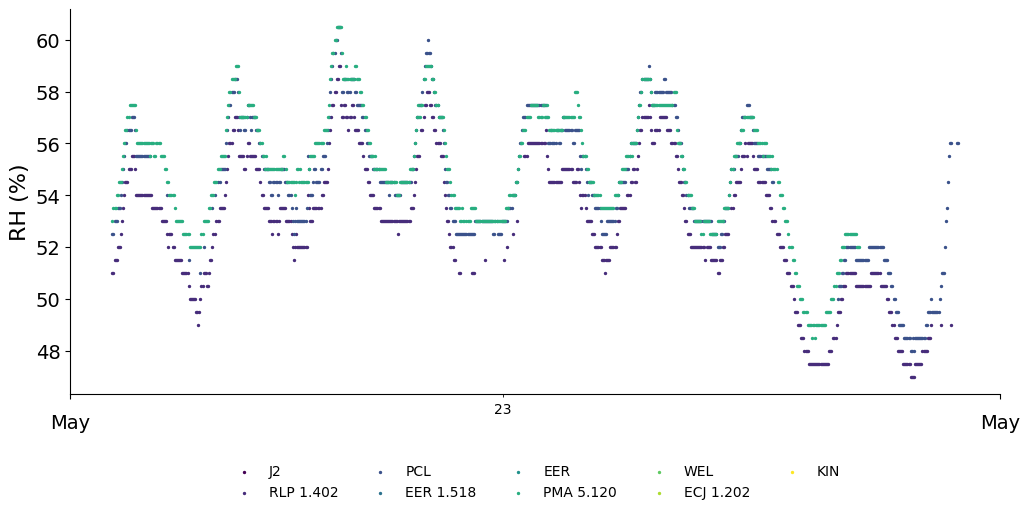 60
58
56
54
52
50
48
RH (%)
23
May
May
J2
PCL
EER
WEL
KIN
RLP 1.402
EER 1.518
PMA 5.120
ECJ 1.202